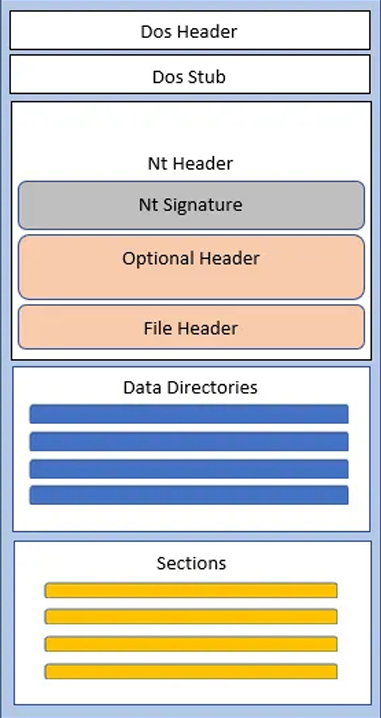 Dos Header
Dos Stub
Nt Header
Nt Signature
Optional Header
File Header
Data Directories
Sections